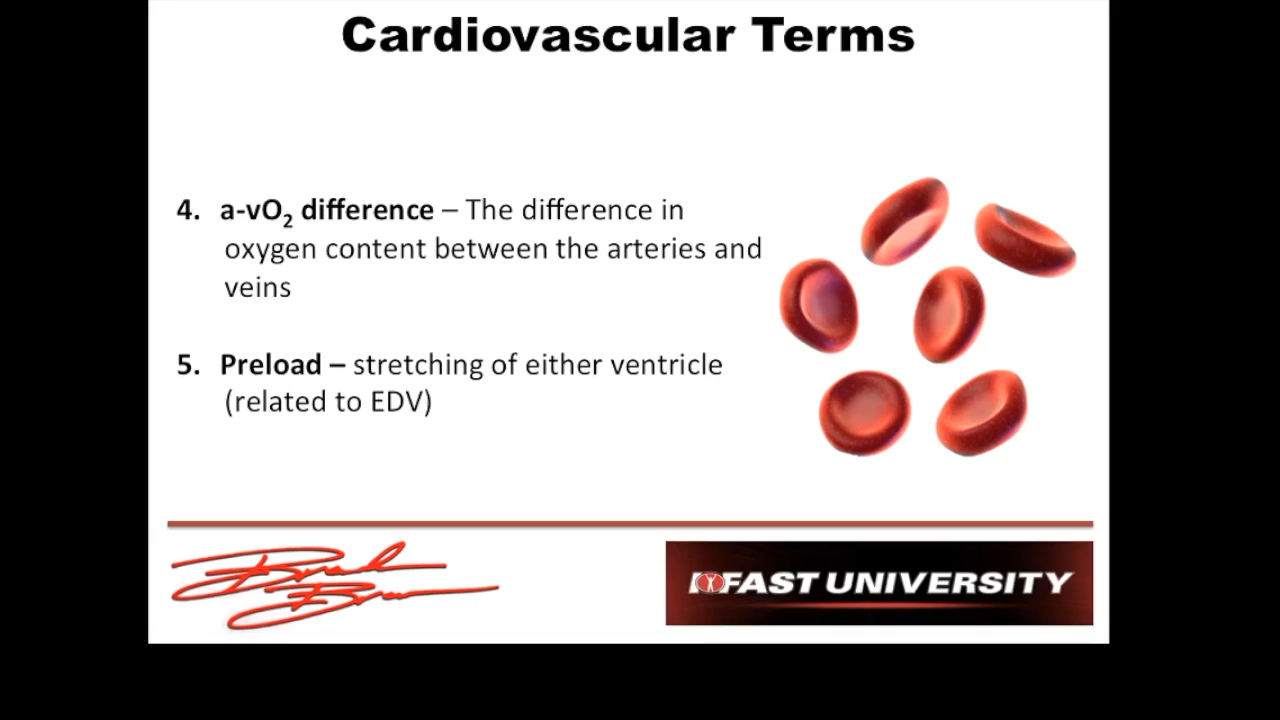 Cardiovascular Terms
4. a-vO₂ difference – The difference in
oxygen content between the arteries and
veins
5. Preload – stretching of either ventricle
(related to EDV)
FAST UNIVERSITY